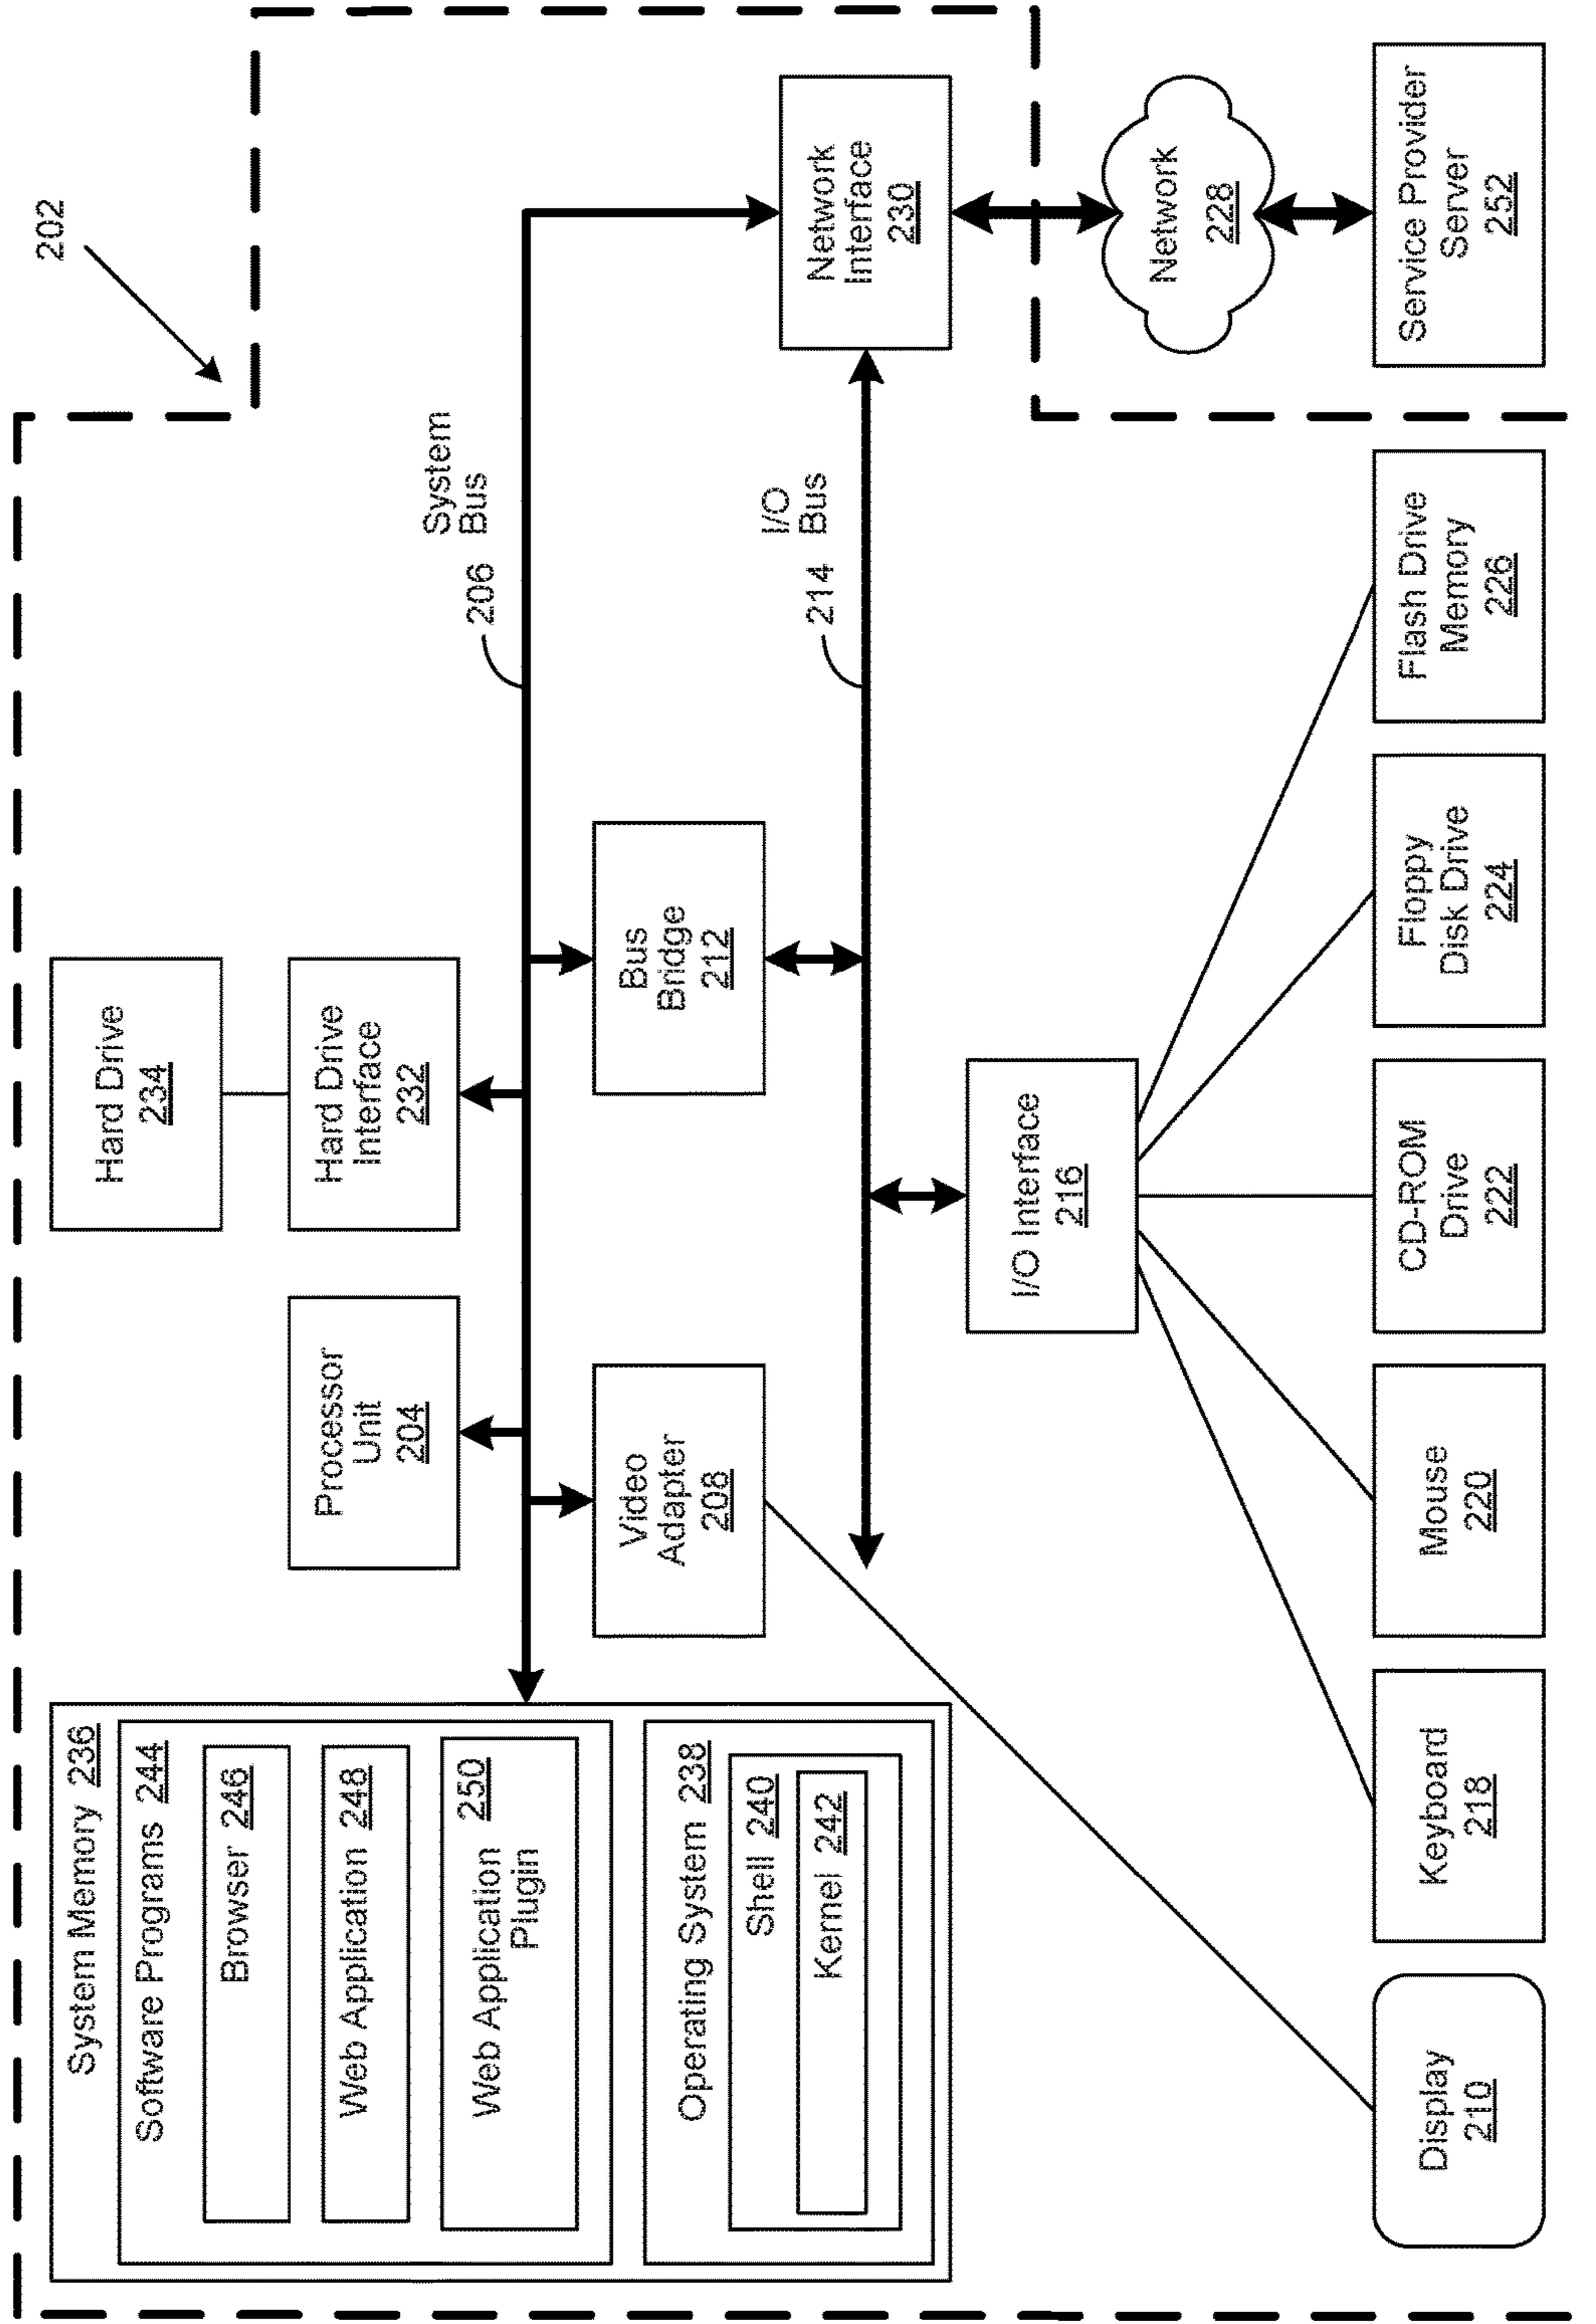 202
System Memory 236
Software Programs 244
Browser 246
Web Application 248
Web Application 250
Plugin
Operating System 238
Shell 240
Kernel 242
Processor
Unit
204
Hard Drive
234
Hard Drive
Interface
232
206
System
Bus
Video
Adapter
208
Bus
Bridge
212
214
I/O
Bus
Network
Interface
230
I/O Interface
216
Network
228
Display
210
Keyboard
218
Mouse
220
CD-ROM
Drive
222
Floppy
Disk Drive
224
Flash Drive
Memory
226
Service Provider
Server
252